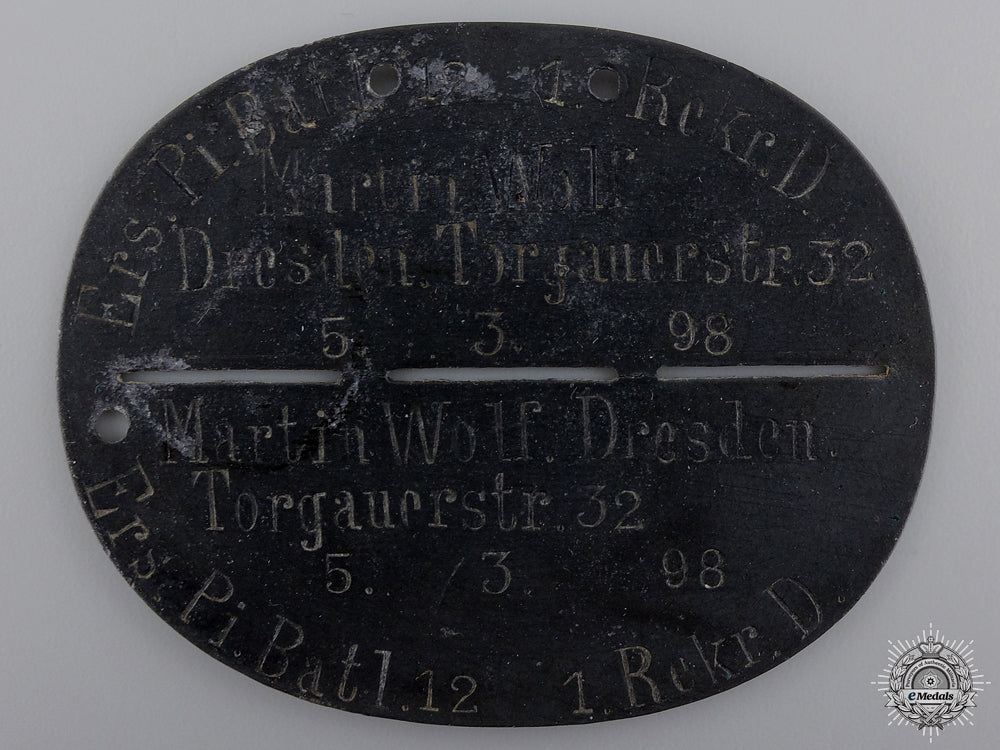 Ers. Pi. Batl. 12 1. Rekr. D.
Martin Wolf
Dresden. Torgauerstr. 32
5. 3. 98
Martin Wolf. Dresden.
Torgauerstr. 32
5. 3. 98
Ers. Pi. Batl. 12 1. Rekr. D.
eMedals